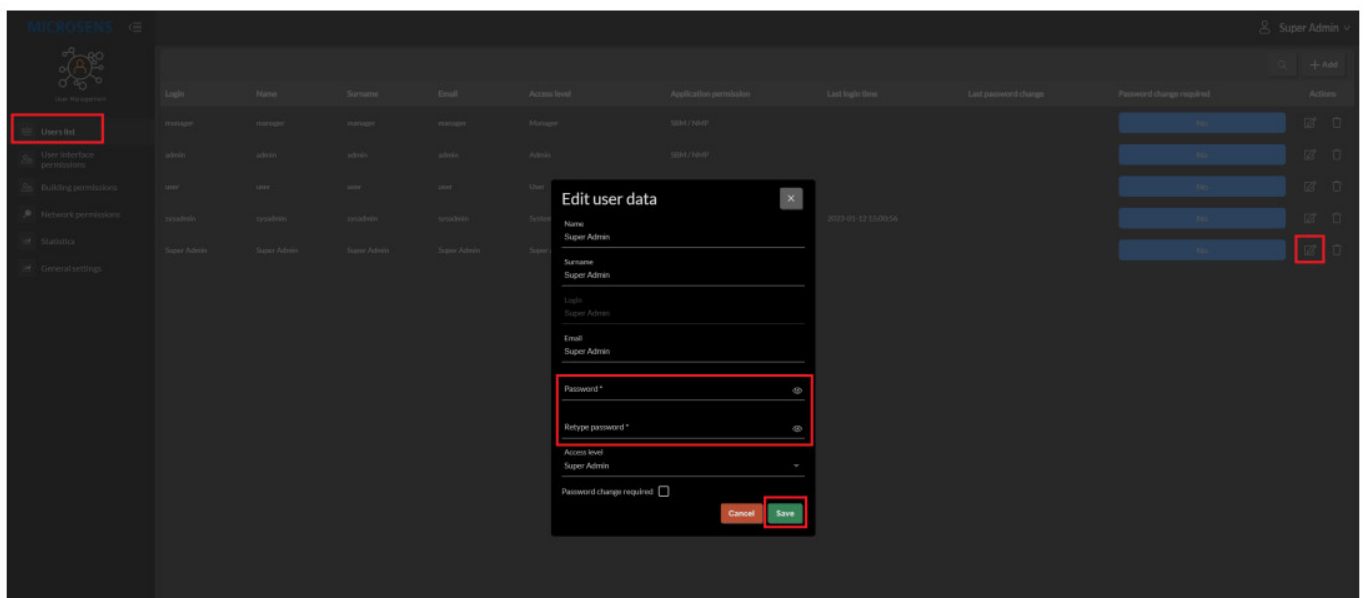 MICROSENS
Super Admin
User Management
Add
Login Name Surname Email Access level Application permission Last login time Last password change Password change required Actions
Users list
manager manager manager manager Manager SBM / NMP No
User interface
permissions
admin admin admin admin Admin SBM / NMP No
Building permissions
user user user user User No
Network permissions
sysadmin sysadmin sysadmin sysadmin System 2023-01-12 15:00:56 No
Statistics
Super Admin Super Admin Super Admin Super Admin Super No
General settings
Edit user data
Name
Super Admin
Surname
Super Admin
Login
Super Admin
Email
Super Admin
Password *
Retype password *
Access level
Super Admin
Password change required
Cancel Save